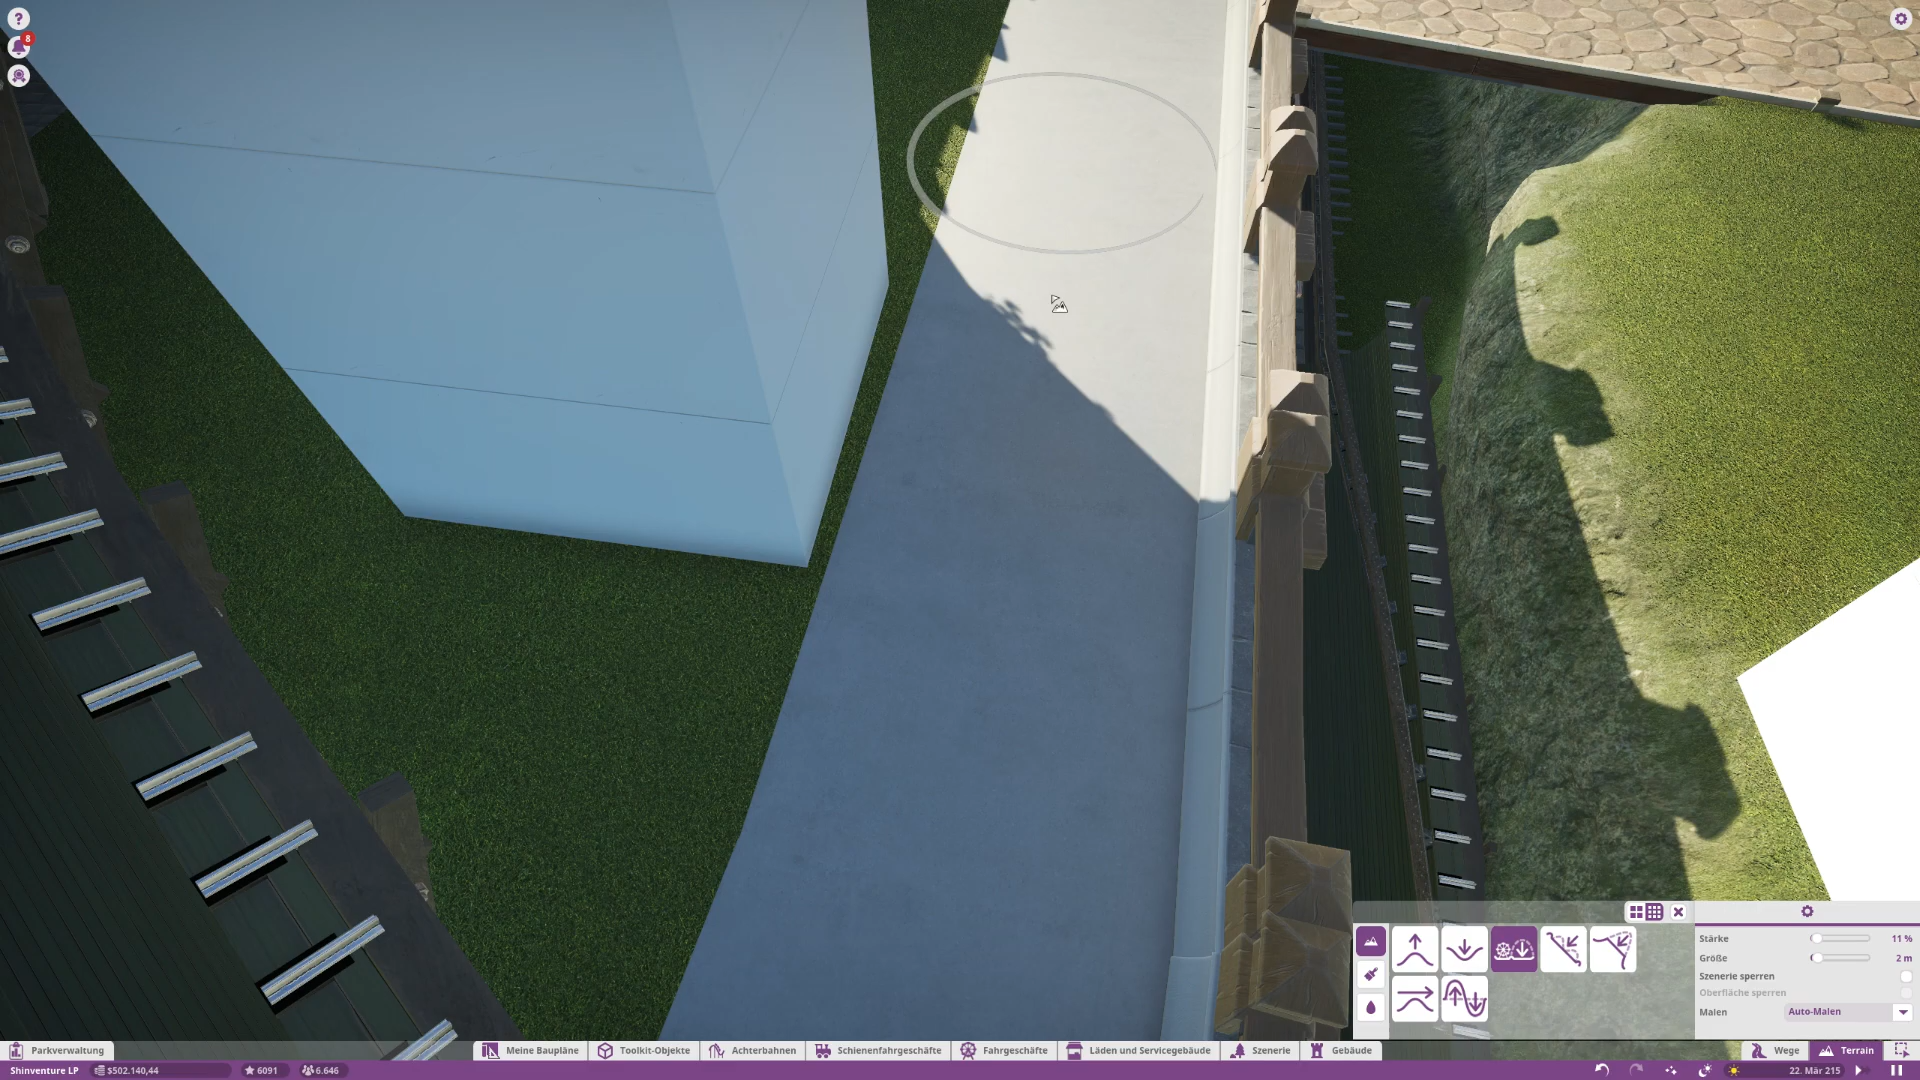 ?
8
Stärke 11 %
Größe 2 m
Szenerie sperren
Oberfläche sperren
Malen Auto-Malen
Parkverwaltung Meine Baupläne Toolkit-Objekte Achterbahnen Schienenfahrgeschäfte Fahrgeschäfte Läden und Servicegebäude Szenerie Gebäude Wege Terrain
Shinventure LP $502.140,44 6091 6.646 22. Mär 215